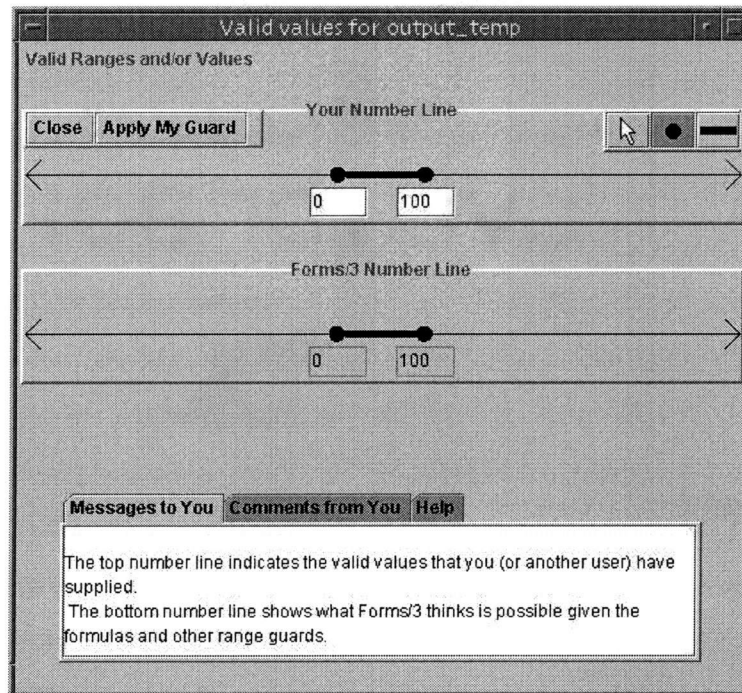 Valid values for output_temp
Valid Ranges and/or Values
Your Number Line
Close Apply My Guard
0 100
Forms/3 Number Line
0 100
Messages to You Comments from You Help
The top number line indicates the valid values that you (or another user) have
supplied.
The bottom number line shows what Forms/3 thinks is possible given the
formulas and other range guards.